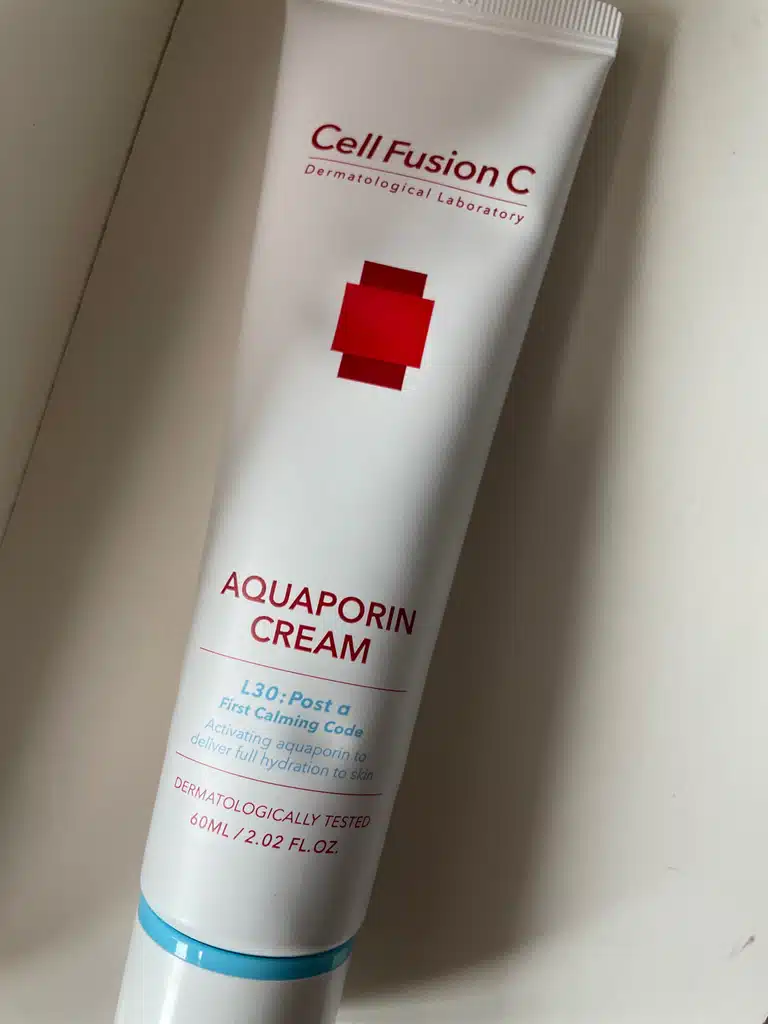 Cell Fusion C
Dermatological Laboratory
AQUAPORIN
CREAM
L30:Post a
First Calming Code
Activating aquaporin to
deliver full hydration to skin
DERMATOLOGICALLY TESTED
60ML / 2.02 FL.OZ.